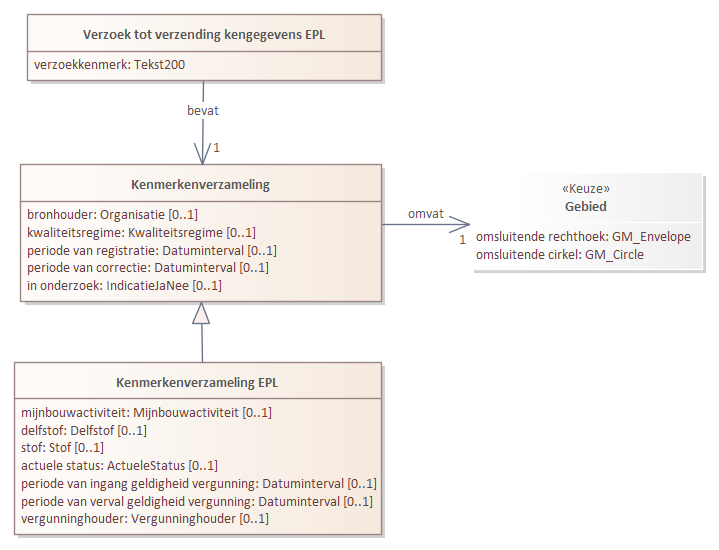 Verzoek tot verzending kengegevens EPL
verzoekkenmerk: Tekst200
bevat
1
Kenmerkenverzameling
bronhouder: Organisatie [0..1]
kwaliteitsregime: Kwaliteitsregime [0..1]
periode van registratie: Datuminterval [0..1]
periode van correctie: Datuminterval [0..1]
in onderzoek: IndicatieJaNee [0..1]
omvat
1
«Keuze»
Gebied
omsluitende rechthoek: GM_Envelope
omsluitende cirkel: GM_Circle
Kenmerkenverzameling EPL
mijnbouwactiviteit: Mijnbouwactiviteit [0..1]
delfstof: Delfstof [0..1]
stof: Stof [0..1]
actuele status: ActueleStatus [0..1]
periode van ingang geldigheid vergunning: Datuminterval [0..1]
periode van verval geldigheid vergunning: Datuminterval [0..1]
vergunninghouder: Vergunninghouder [0..1]